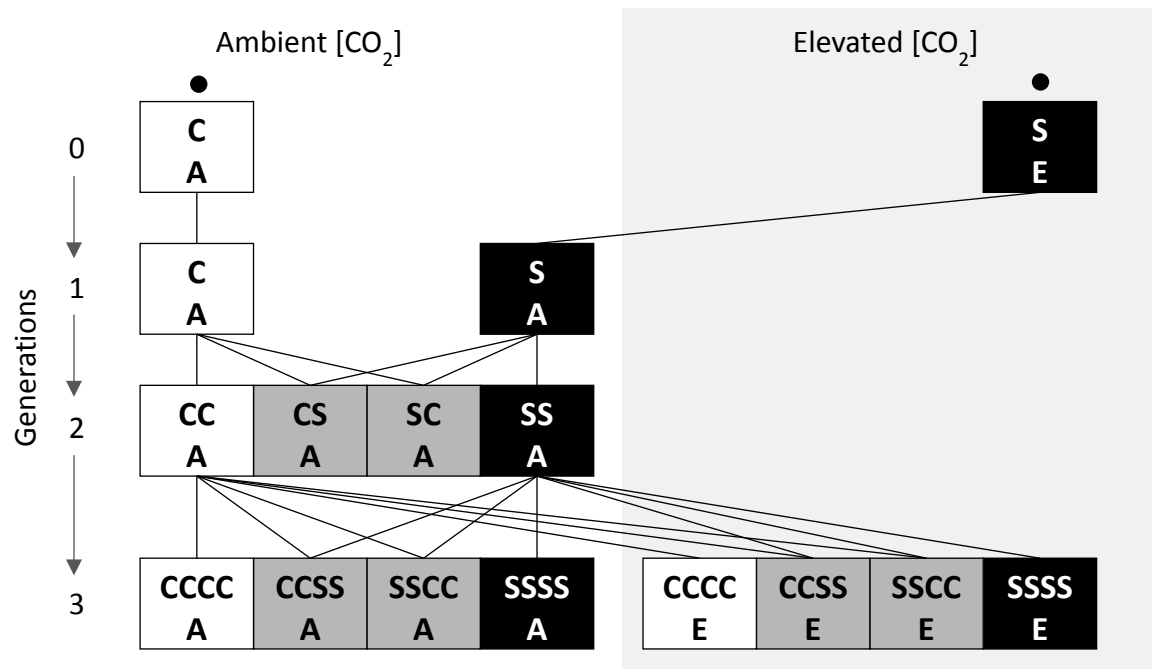 Ambient [CO₂]
Elevated [CO₂]
Generations
0
C
A
S
E
1
C
A
S
A
2
CC
A
CS
A
SC
A
SS
A
3
CCCC
A
CCSS
A
SSCC
A
SSSS
A
CCCC
E
CCSS
E
SSCC
E
SSSS
E